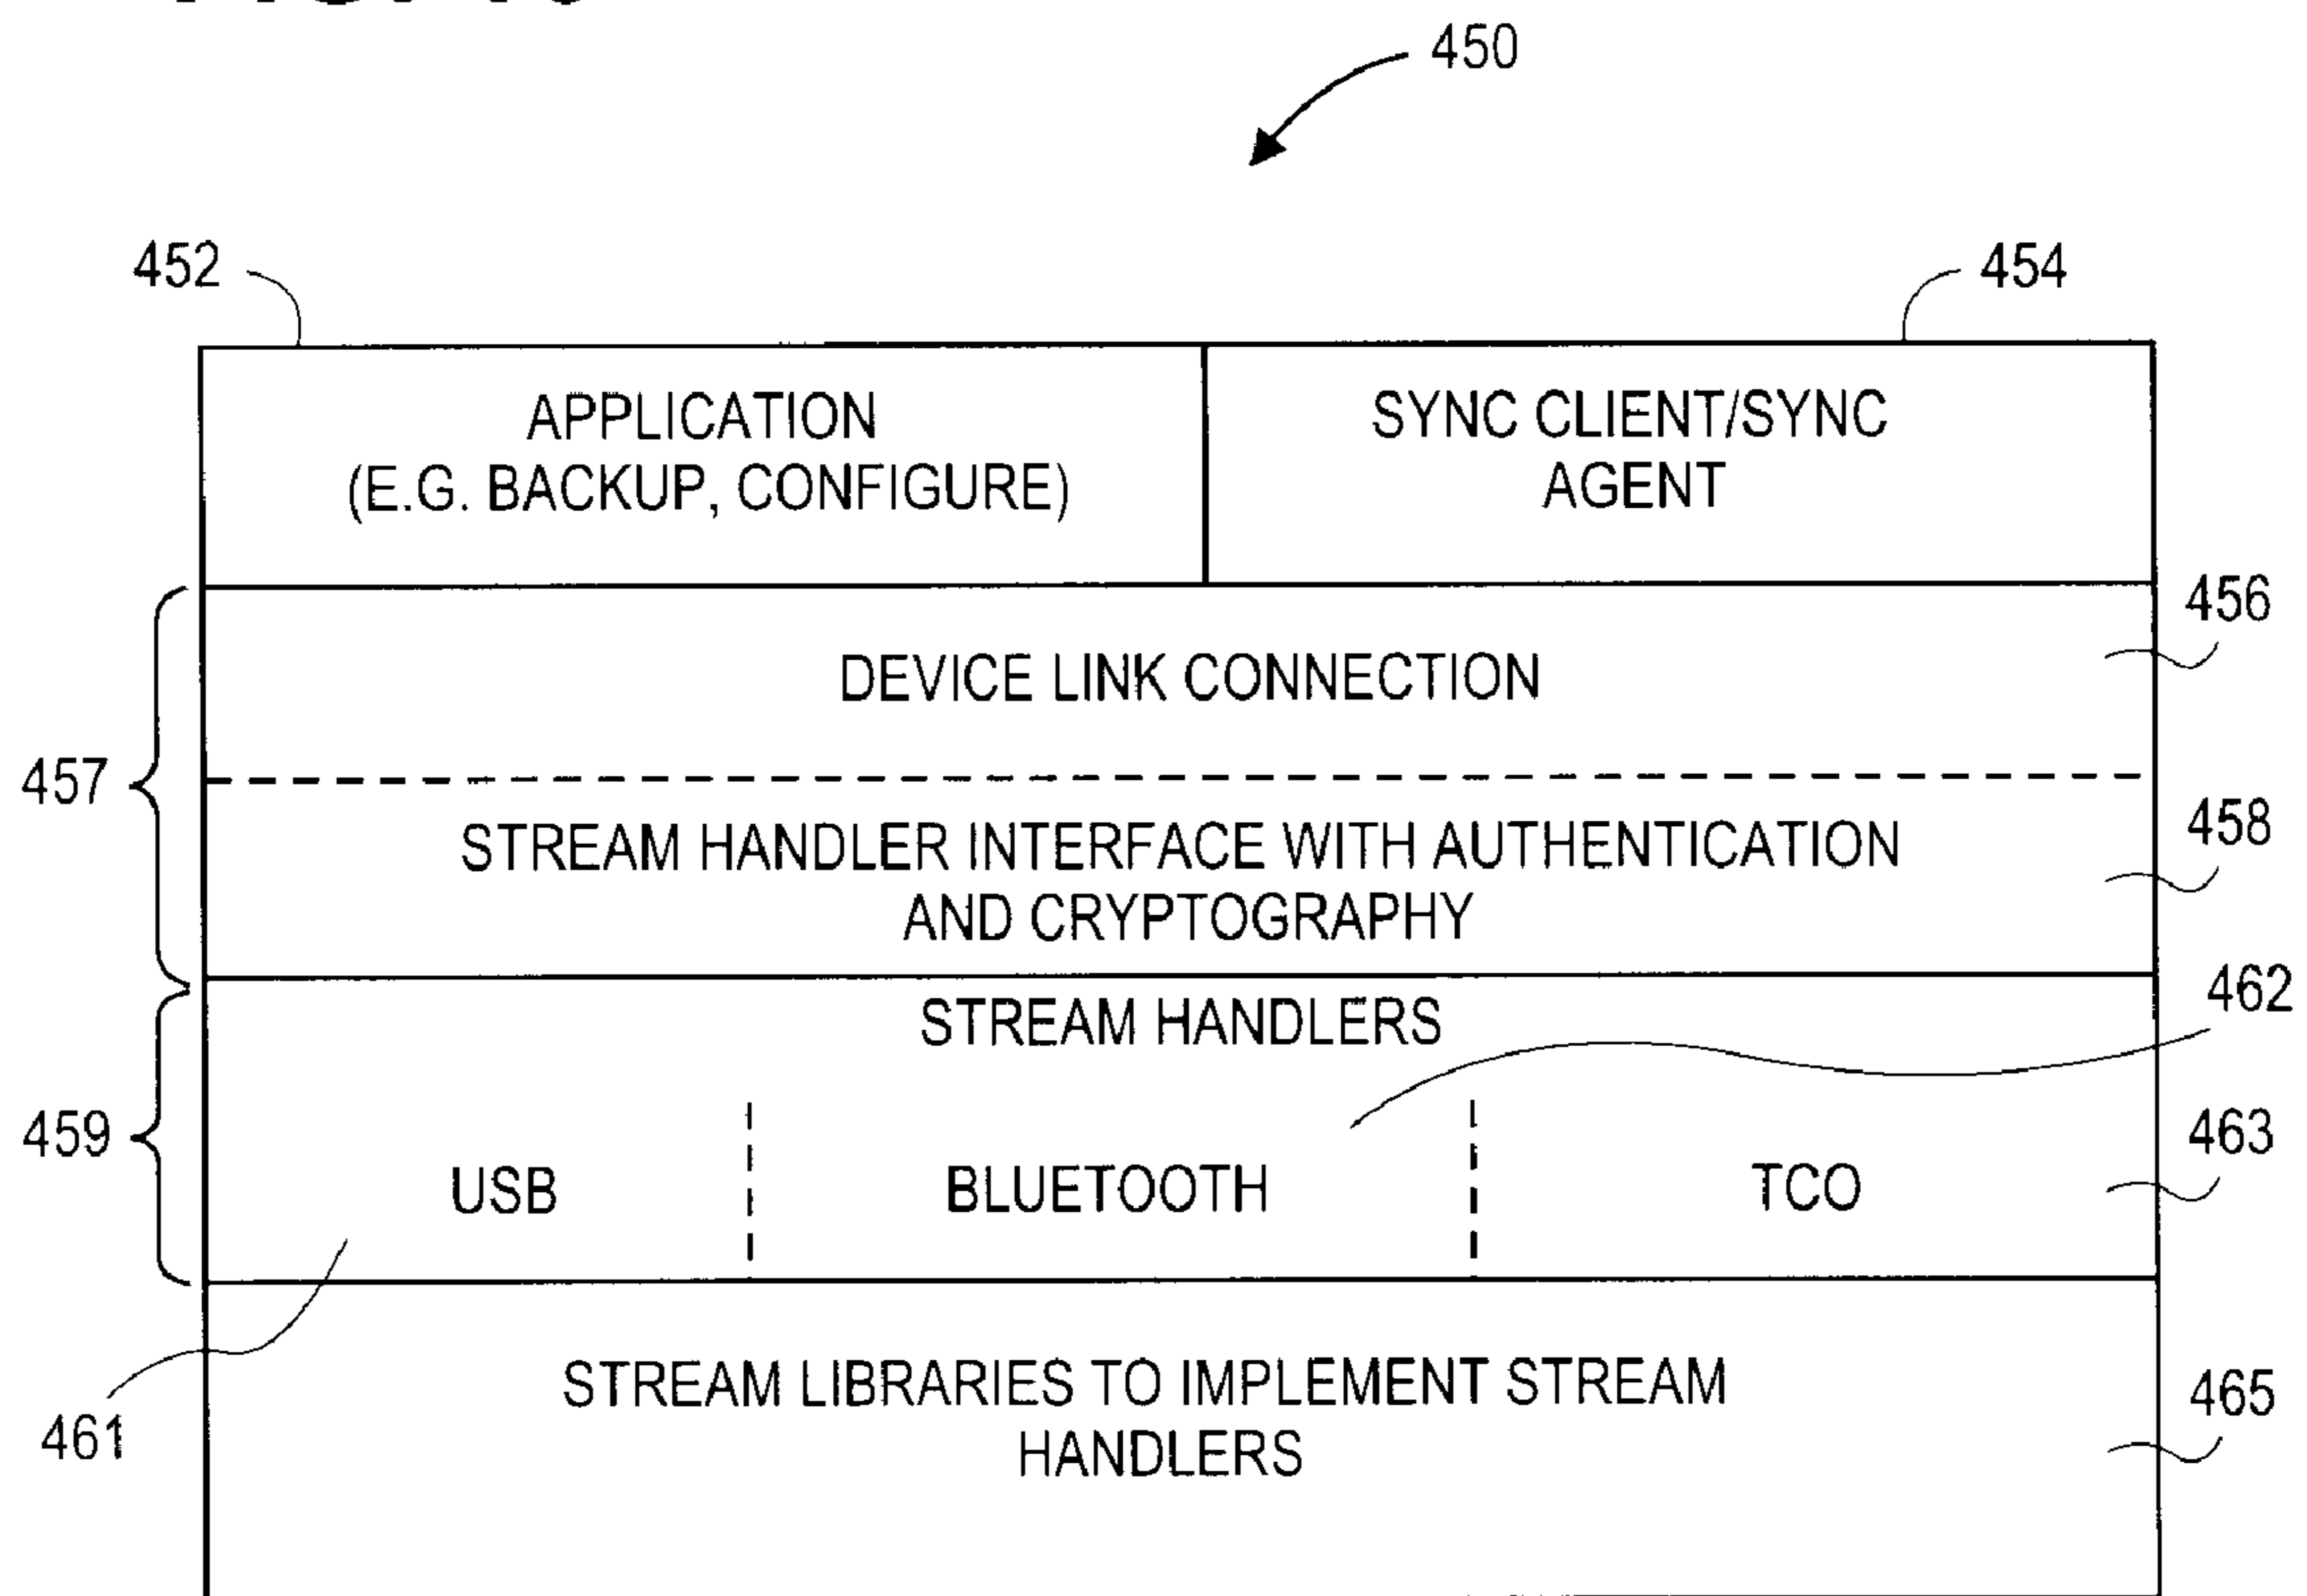 450
452
454
APPLICATION
(E.G. BACKUP, CONFIGURE)
SYNC CLIENT/SYNC
AGENT
456
DEVICE LINK CONNECTION
457
458
STREAM HANDLER INTERFACE WITH AUTHENTICATION
AND CRYPTOGRAPHY
462
STREAM HANDLERS
459
463
USB
BLUETOOTH
TCO
461
STREAM LIBRARIES TO IMPLEMENT STREAM
HANDLERS
465